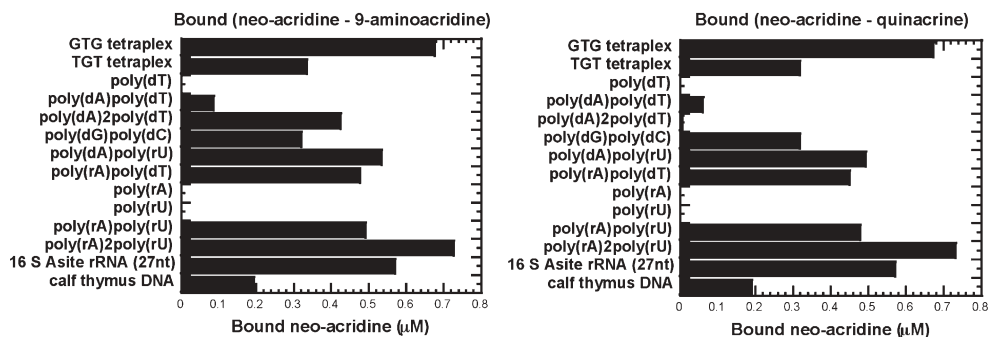 Bound (neo-acridine - 9-aminoacridine)
GTG tetraplex
TGT tetraplex
poly(dT)
poly(dA)poly(dT)
poly(dA)2poly(dT)
poly(dG)poly(dC)
poly(dA)poly(rU)
poly(rA)poly(dT)
poly(rA)
poly(rU)
poly(rA)poly(rU)
poly(rA)2poly(rU)
16 S Asite rRNA (27nt)
calf thymus DNA
0 0.1 0.2 0.3 0.4 0.5 0.6 0.7 0.8
Bound neo-acridine (μM)
Bound (neo-acridine - quinacrine)
GTG tetraplex
TGT tetraplex
poly(dT)
poly(dA)poly(dT)
poly(dA)2poly(dT)
poly(dG)poly(dC)
poly(dA)poly(rU)
poly(rA)poly(dT)
poly(rA)
poly(rU)
poly(rA)poly(rU)
poly(rA)2poly(rU)
16 S Asite rRNA (27nt)
calf thymus DNA
0 0.1 0.2 0.3 0.4 0.5 0.6 0.7 0.8
Bound neo-acridine (μM)